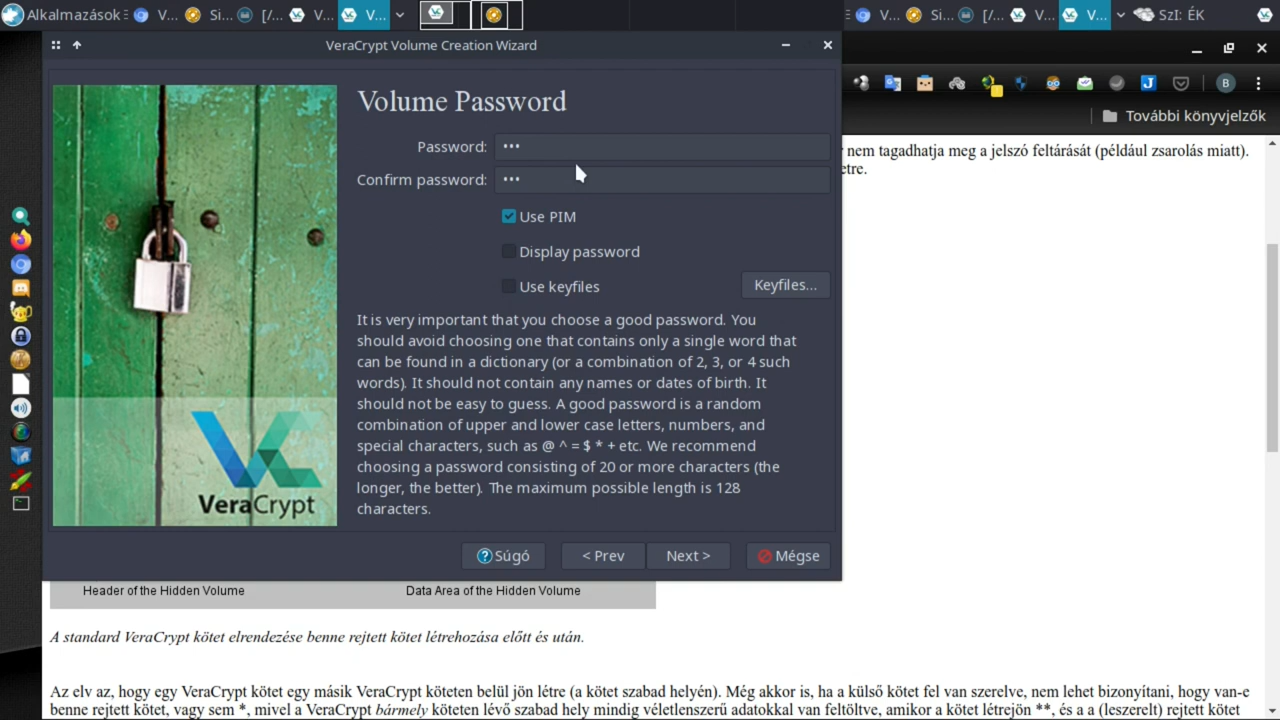 Alkalmazások V... Si... [/... V... V... V... Si... [/... V... V... SzI: ÉK
VeraCrypt Volume Creation Wizard
B
További könyvjelzők
Volume Password
Password: •••
Confirm password: •••
Use PIM
Display password
Use keyfiles
Keyfiles...
It is very important that you choose a good password. You
should avoid choosing one that contains only a single word that
can be found in a dictionary (or a combination of 2, 3, or 4 such
words). It should not contain any names or dates of birth. It
should not be easy to guess. A good password is a random
combination of upper and lower case letters, numbers, and
special characters, such as @ ^ = $ * + etc. We recommend
choosing a password consisting of 20 or more characters (the
longer, the better). The maximum possible length is 128
characters.
VeraCrypt
Súgó
< Prev
Next >
Mégse
nem tagadhatja meg a jelszó feltárását (például zsarolás miatt).
etre.
Header of the Hidden Volume
Data Area of the Hidden Volume
A standard VeraCrypt kötet elrendezése benne rejtett kötet létrehozása előtt és után.
Az elv az, hogy egy VeraCrypt kötet egy másik VeraCrypt köteten belül jön létre (a kötet szabad helyén). Még akkor is, ha a külső kötet fel van szerelve, nem lehet bizonyítani, hogy van-e
benne rejtett kötet, vagy sem *, mivel a VeraCrypt bármely köteten lévő szabad hely mindig véletlenszerű adatokkal van feltöltve, amikor a kötet létrejön **, és a a (leszerelt) rejtett kötet